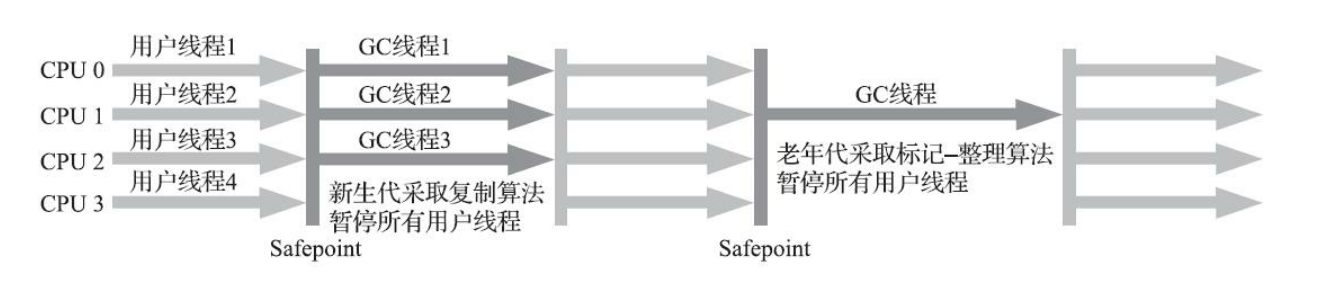 用户线程1
GC线程1
CPU 0
用户线程2
GC线程2
GC线程
CPU 1
用户线程3
GC线程3
CPU 2
老年代采取标记–整理算法
暂停所有用户线程
用户线程4
CPU 3
新生代采取复制算法
暂停所有用户线程
Safepoint
Safepoint